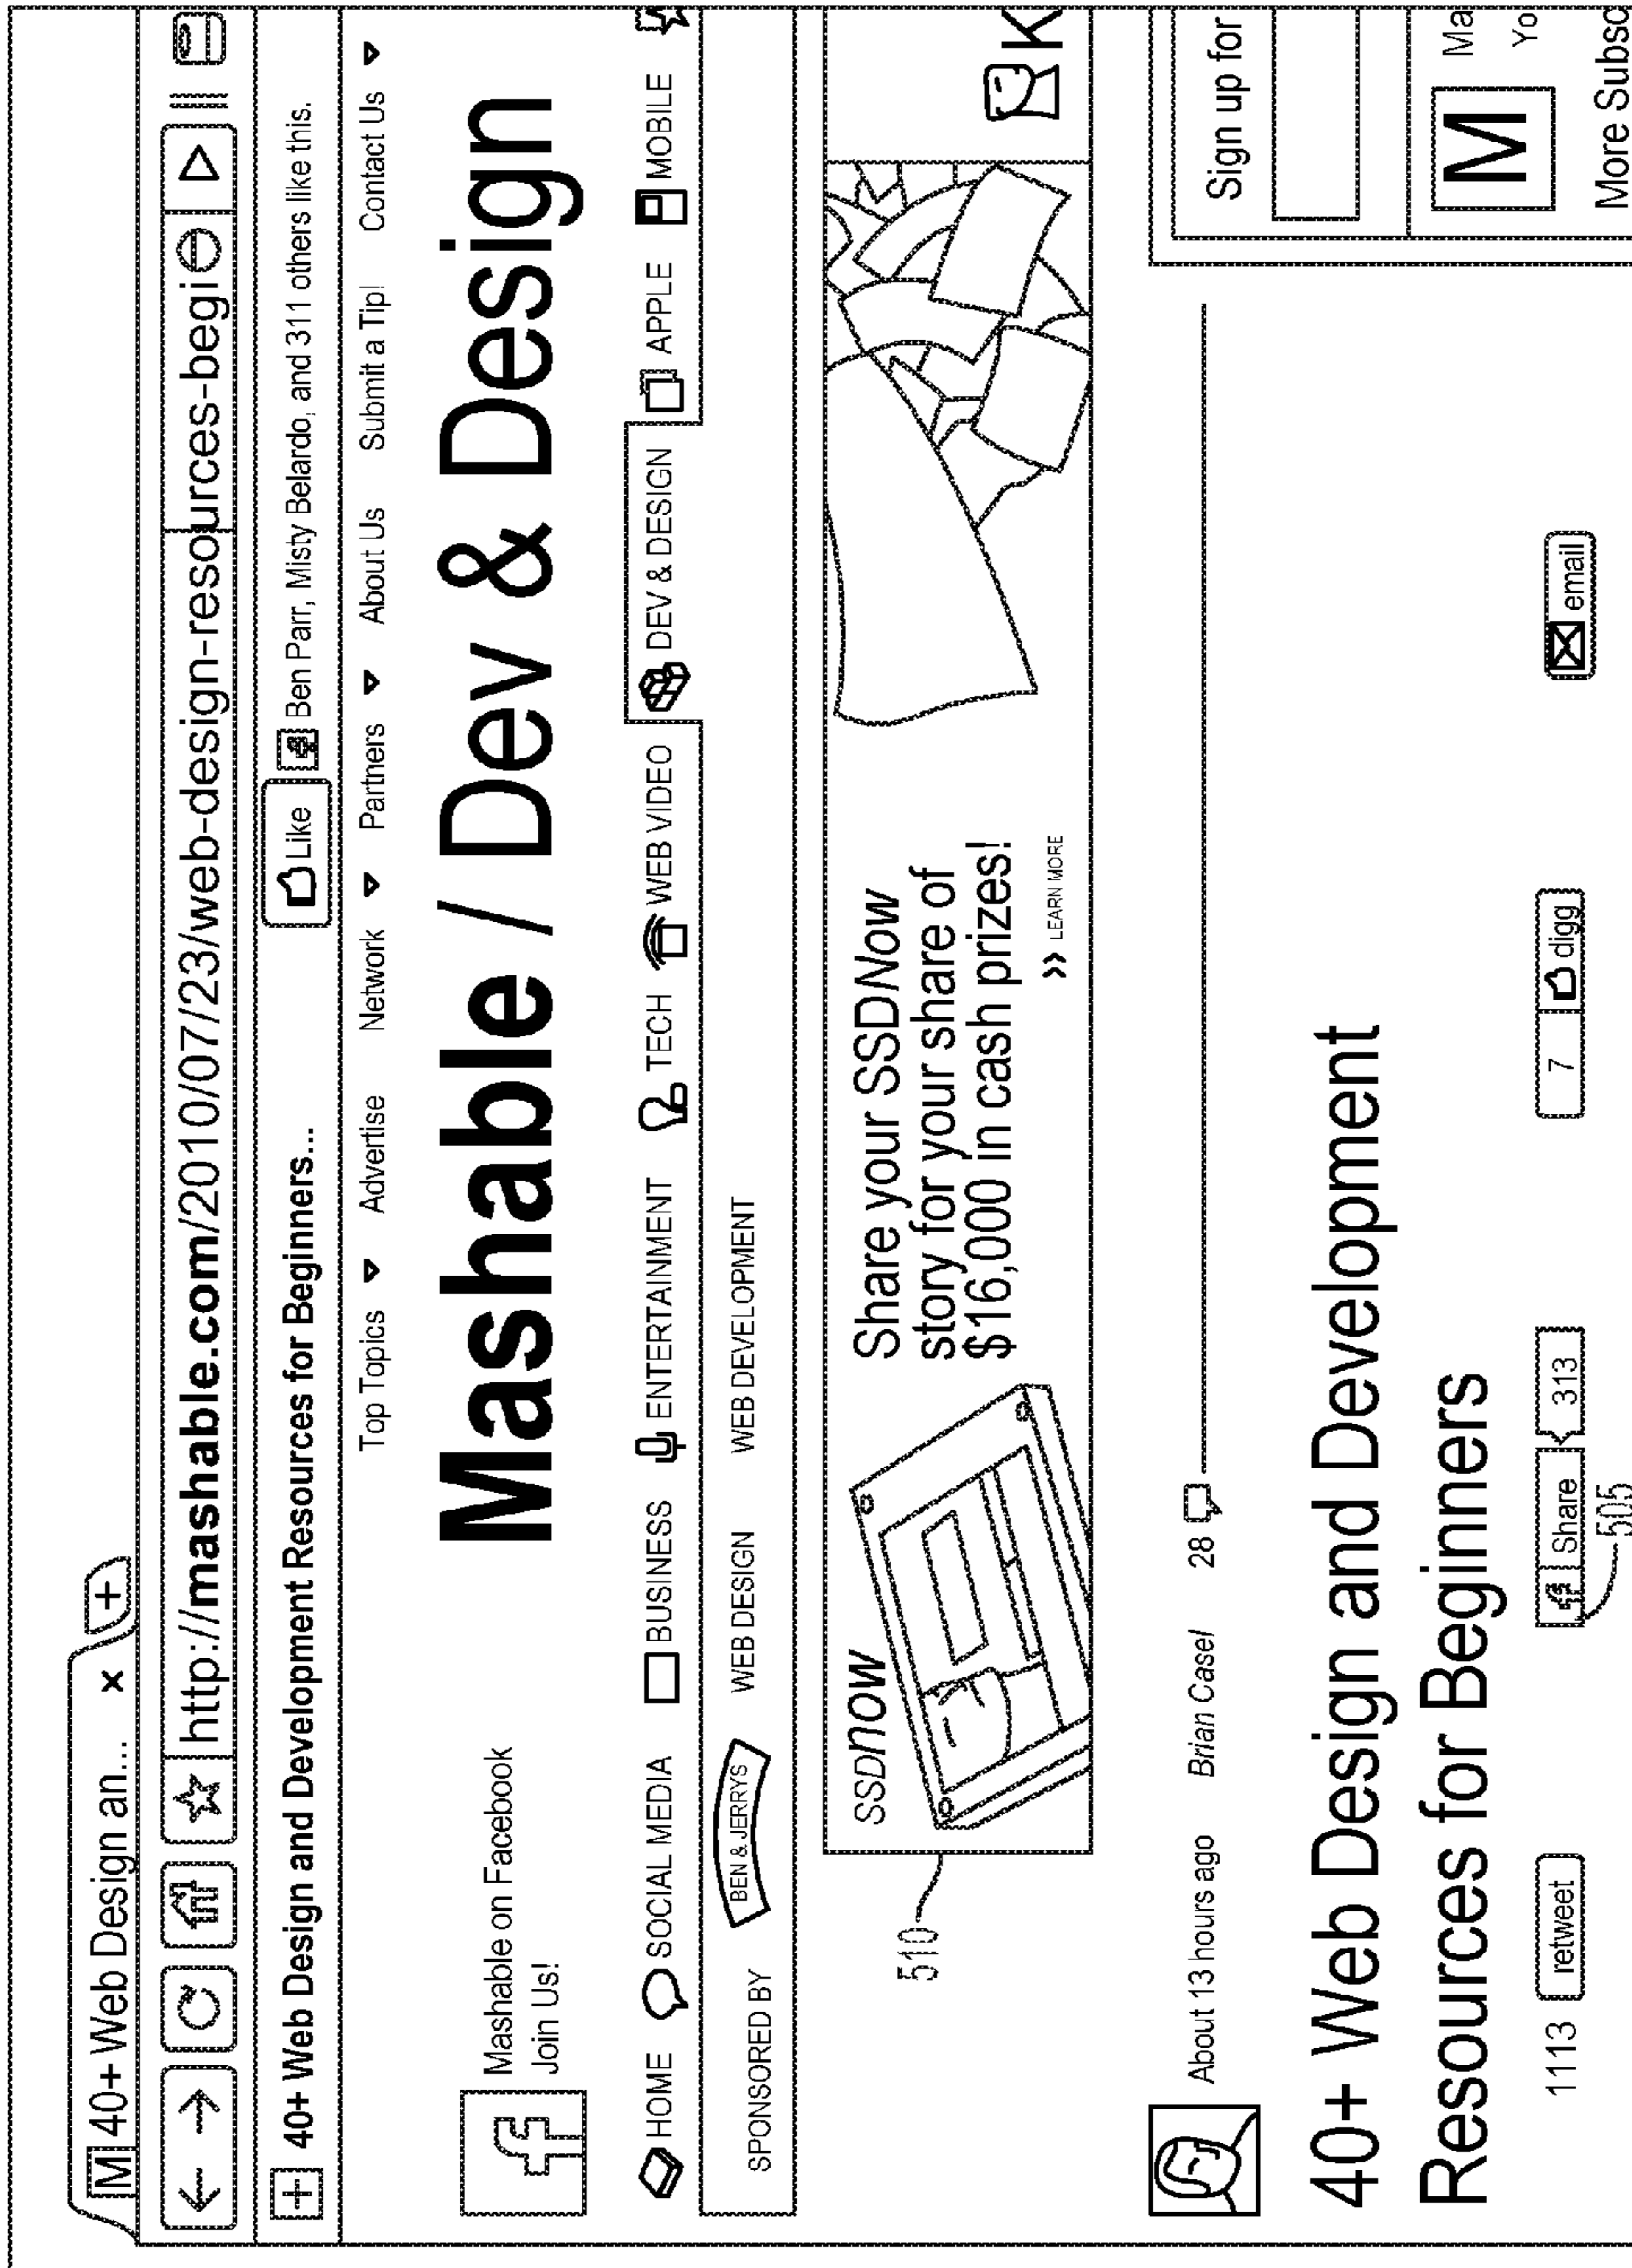 M 40+ Web Design an... × +
http://mashable.com/2010/07/23/web-design-resources-begi
40+ Web Design and Development Resources for Beginners... Like Ben Parr, Misty Belardo, and 311 others like this.
Top Topics Advertise Network Partners About Us Submit a Tip! Contact Us
Mashable on Facebook
Join Us!
Mashable / Dev & Design
HOME SOCIAL MEDIA BUSINESS ENTERTAINMENT TECH WEB VIDEO DEV & DESIGN APPLE MOBILE
SPONSORED BY BEN & JERRYS WEB DESIGN WEB DEVELOPMENT
510
SSDNOW
Share your SSDNow
story for your share of
$16,000 in cash prizes!
>> LEARN MORE
K
About 13 hours ago Brian Casel 28
40+ Web Design and Development
Resources for Beginners
1113 retweet f Share 313 7 digg email
505
Sign up for
M Ma
Yo
More Subsc